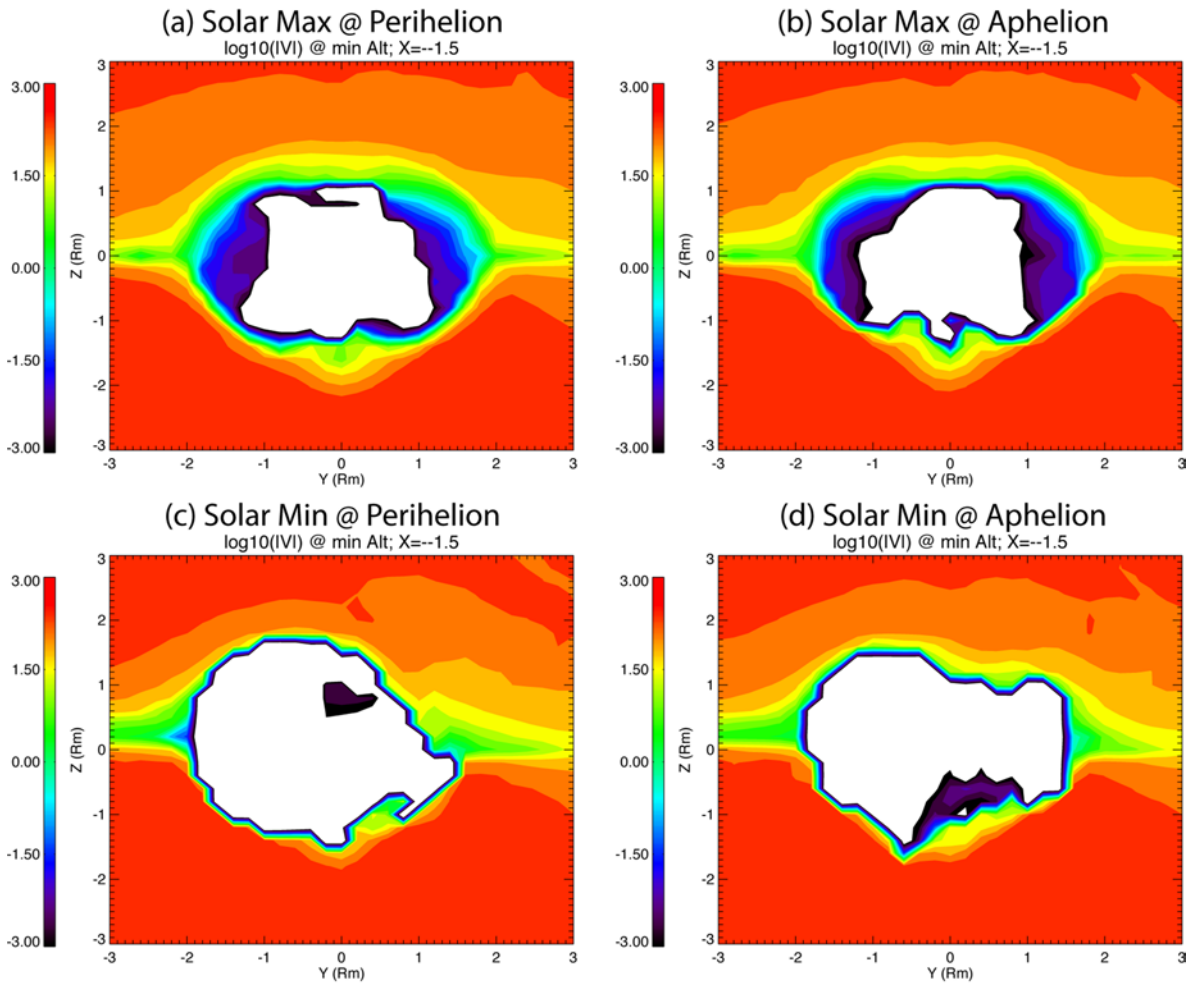 (a) Solar Max @ Perihelion
log10(|V|) @ min Alt; X=--1.5
3.00
1.50
0.00
-1.50
-3.00
Z (Rm)
3
2
1
0
-1
-2
-3
-3 -2 -1 0 1 2 3
Y (Rm)
(b) Solar Max @ Aphelion
log10(|V|) @ min Alt; X=--1.5
3.00
1.50
0.00
-1.50
-3.00
Z (Rm)
3
2
1
0
-1
-2
-3
-3 -2 -1 0 1 2 3
Y (Rm)
(c) Solar Min @ Perihelion
log10(|V|) @ min Alt; X=--1.5
3.00
1.50
0.00
-1.50
-3.00
Z (Rm)
3
2
1
0
-1
-2
-3
-3 -2 -1 0 1 2 3
Y (Rm)
(d) Solar Min @ Aphelion
log10(|V|) @ min Alt; X=--1.5
3.00
1.50
0.00
-1.50
-3.00
Z (Rm)
3
2
1
0
-1
-2
-3
-3 -2 -1 0 1 2 3
Y (Rm)